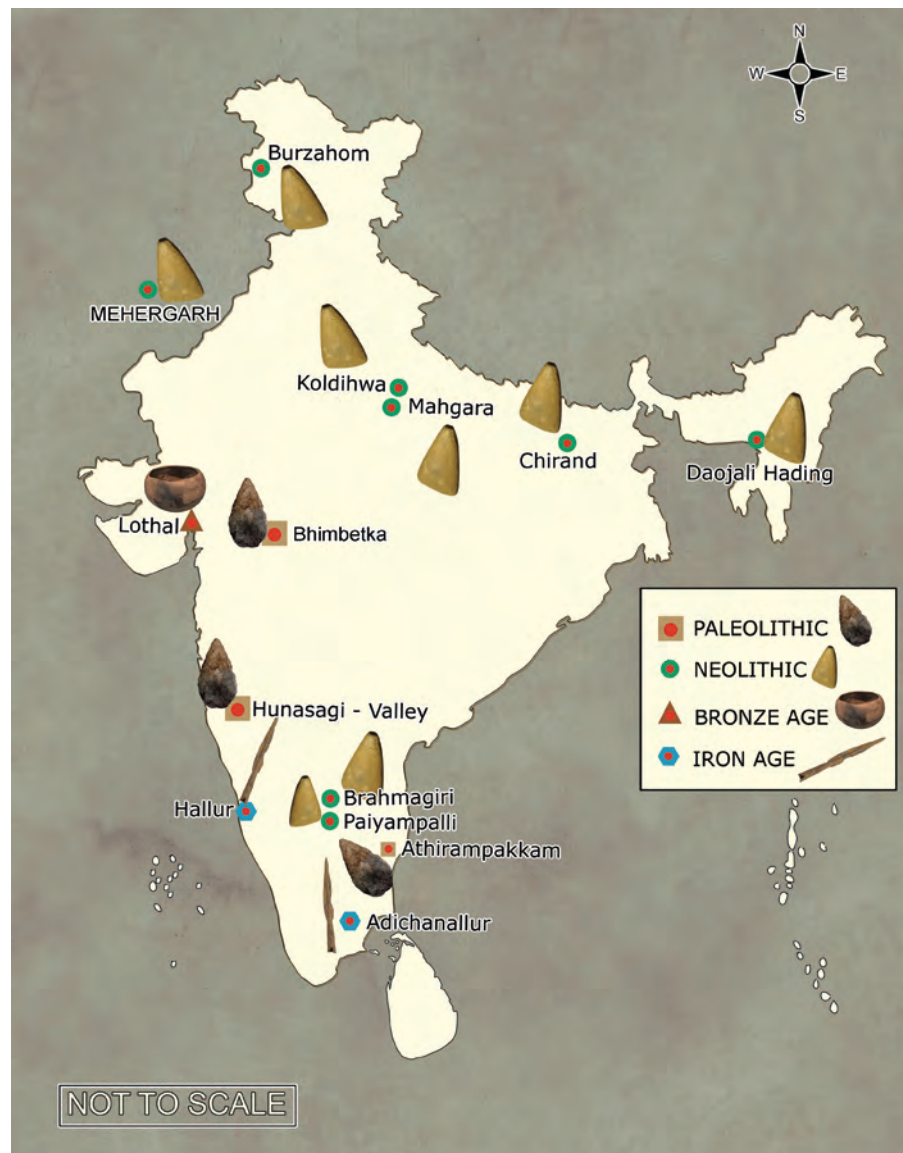 N
W E
S
Burzahom
MEHERGARH
Koldihwa
Mahgara
Chirand
Daojali Hading
Lothal
Bhimbetka
PALEOLITHIC
NEOLITHIC
BRONZE AGE
IRON AGE
Hunasagi - Valley
Hallur
Brahmagiri
Paiyampalli
Athirampakkam
Adichanallur
NOT TO SCALE